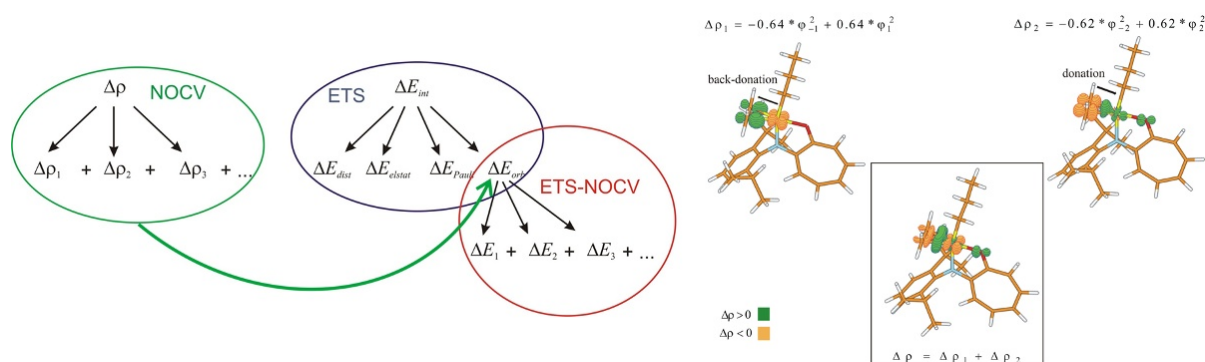 NOCV
Δρ
Δρ₁ + Δρ₂ + Δρ₃ + ...
ETS
ΔE_int
ΔE_dist ΔE_elstat ΔE_Pauli ΔE_orb
ETS-NOCV
ΔE₁ + ΔE₂ + ΔE₃ + ...
Δρ₁ = −0.64 * φ²₋₁ + 0.64 * φ²₁
back-donation
Δρ₂ = −0.62 * φ²₋₂ + 0.62 * φ²₂
donation
Δρ > 0
Δρ < 0
Δρ = Δρ₁ + Δρ₂